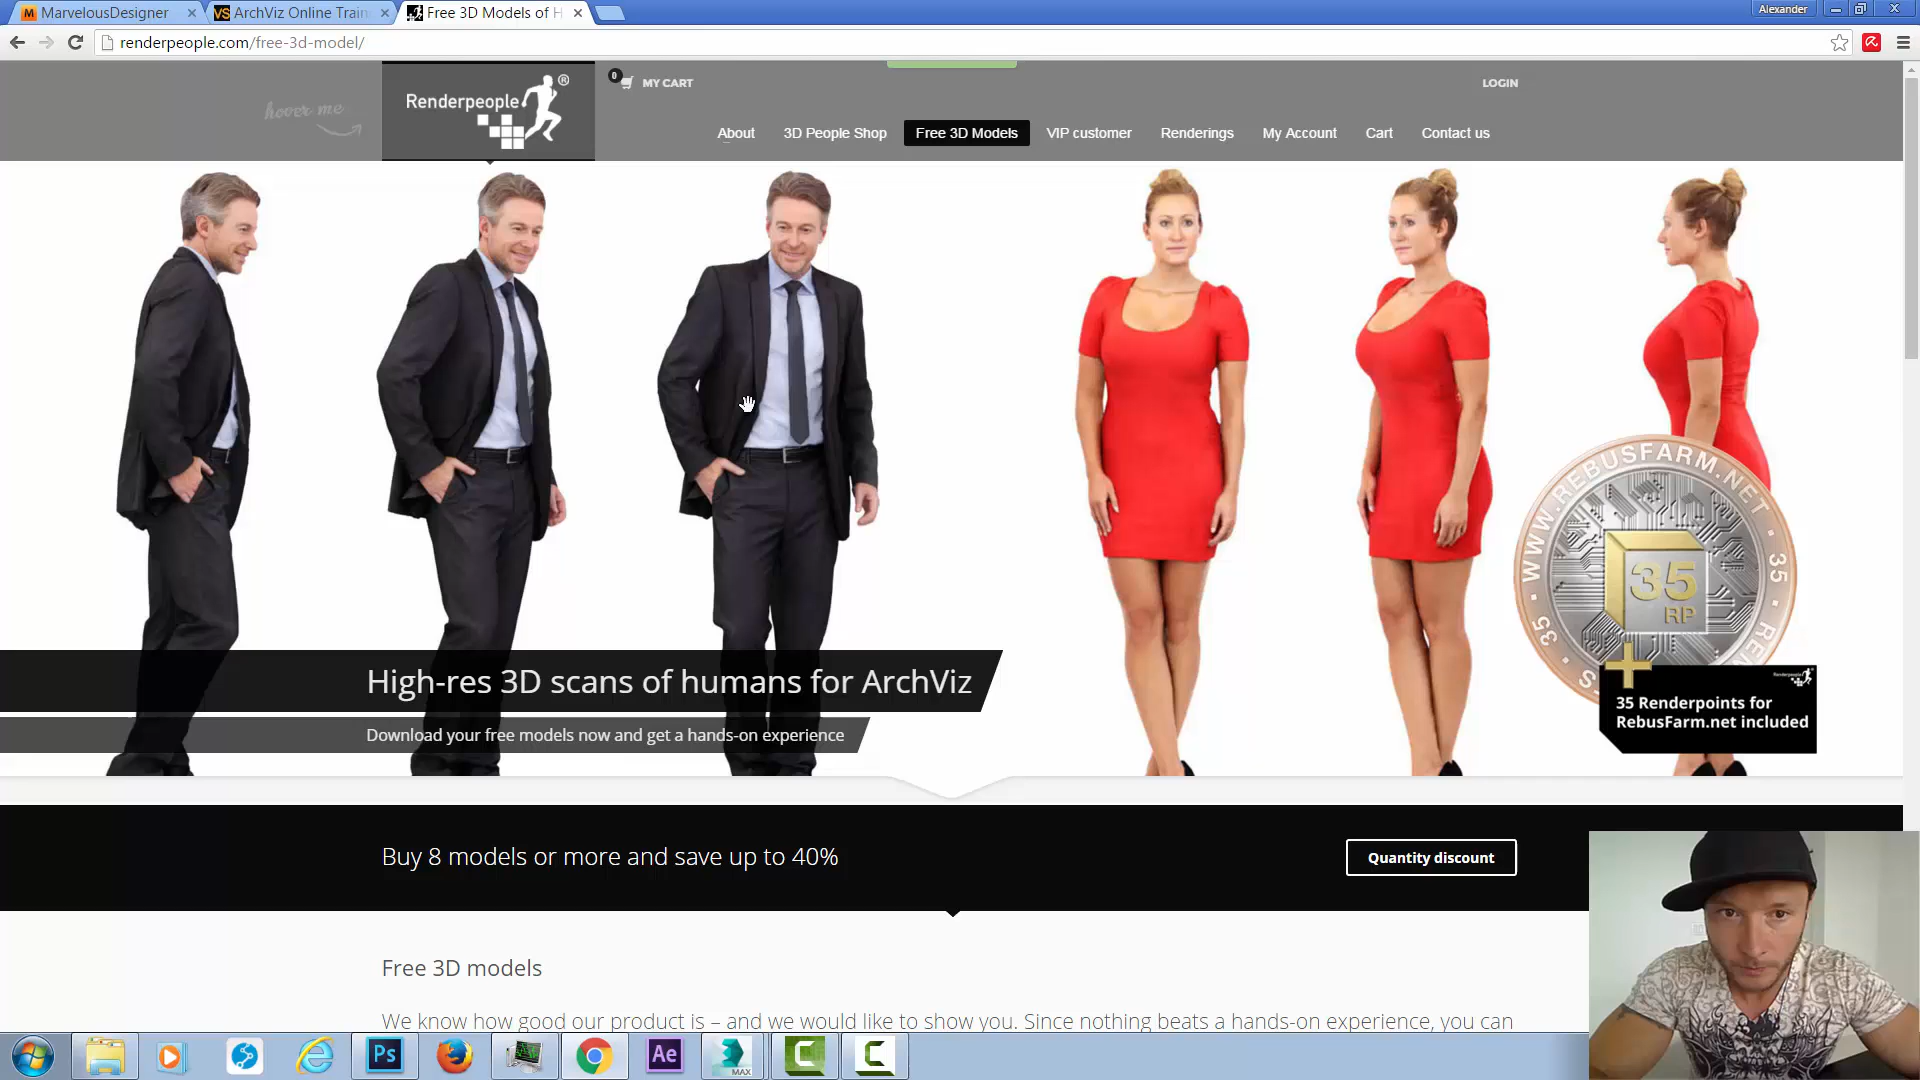 MarvelousDesigner
ArchViz Online Train
Free 3D Models of H
Alexander
renderpeople.com/free-3d-model/
hover me
Renderpeople®
0
MY CART
LOGIN
About
3D People Shop
Free 3D Models
VIP customer
Renderings
My Account
Cart
Contact us
WWW.REBUSFARM.NET
35
35
35
RP
High-res 3D scans of humans for ArchViz
Download your free models now and get a hands-on experience
Renderpeople
35 Renderpoints for
RebusFarm.net included
Buy 8 models or more and save up to 40%
Quantity discount
Free 3D models
We know how good our product is – and we would like to show you. Since nothing beats a hands-on experience, you can
Ps
Ae
MAX
C
C